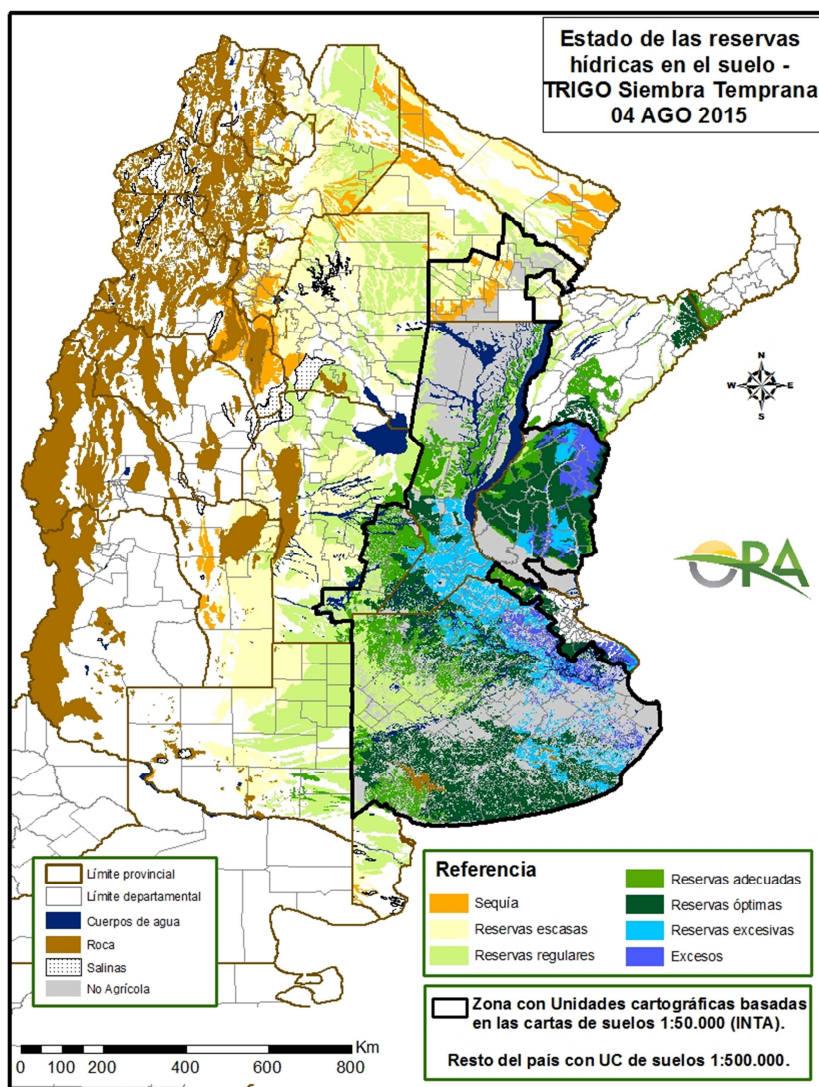 Estado de las reservas
hídricas en el suelo -
TRIGO Siembra Temprana
04 AGO 2015
N
W E
S
ORA
Límite provincial
Límite departamental
Cuerpos de agua
Roca
Salinas
No Agrícola
Referencia
Sequía
Reservas escasas
Reservas regulares
Reservas adecuadas
Reservas óptimas
Reservas excesivas
Excesos
Zona con Unidades cartográficas basadas
en las cartas de suelos 1:50.000 (INTA).
Resto del país con UC de suelos 1:500.000.
Km
0 100 200 400 600 800